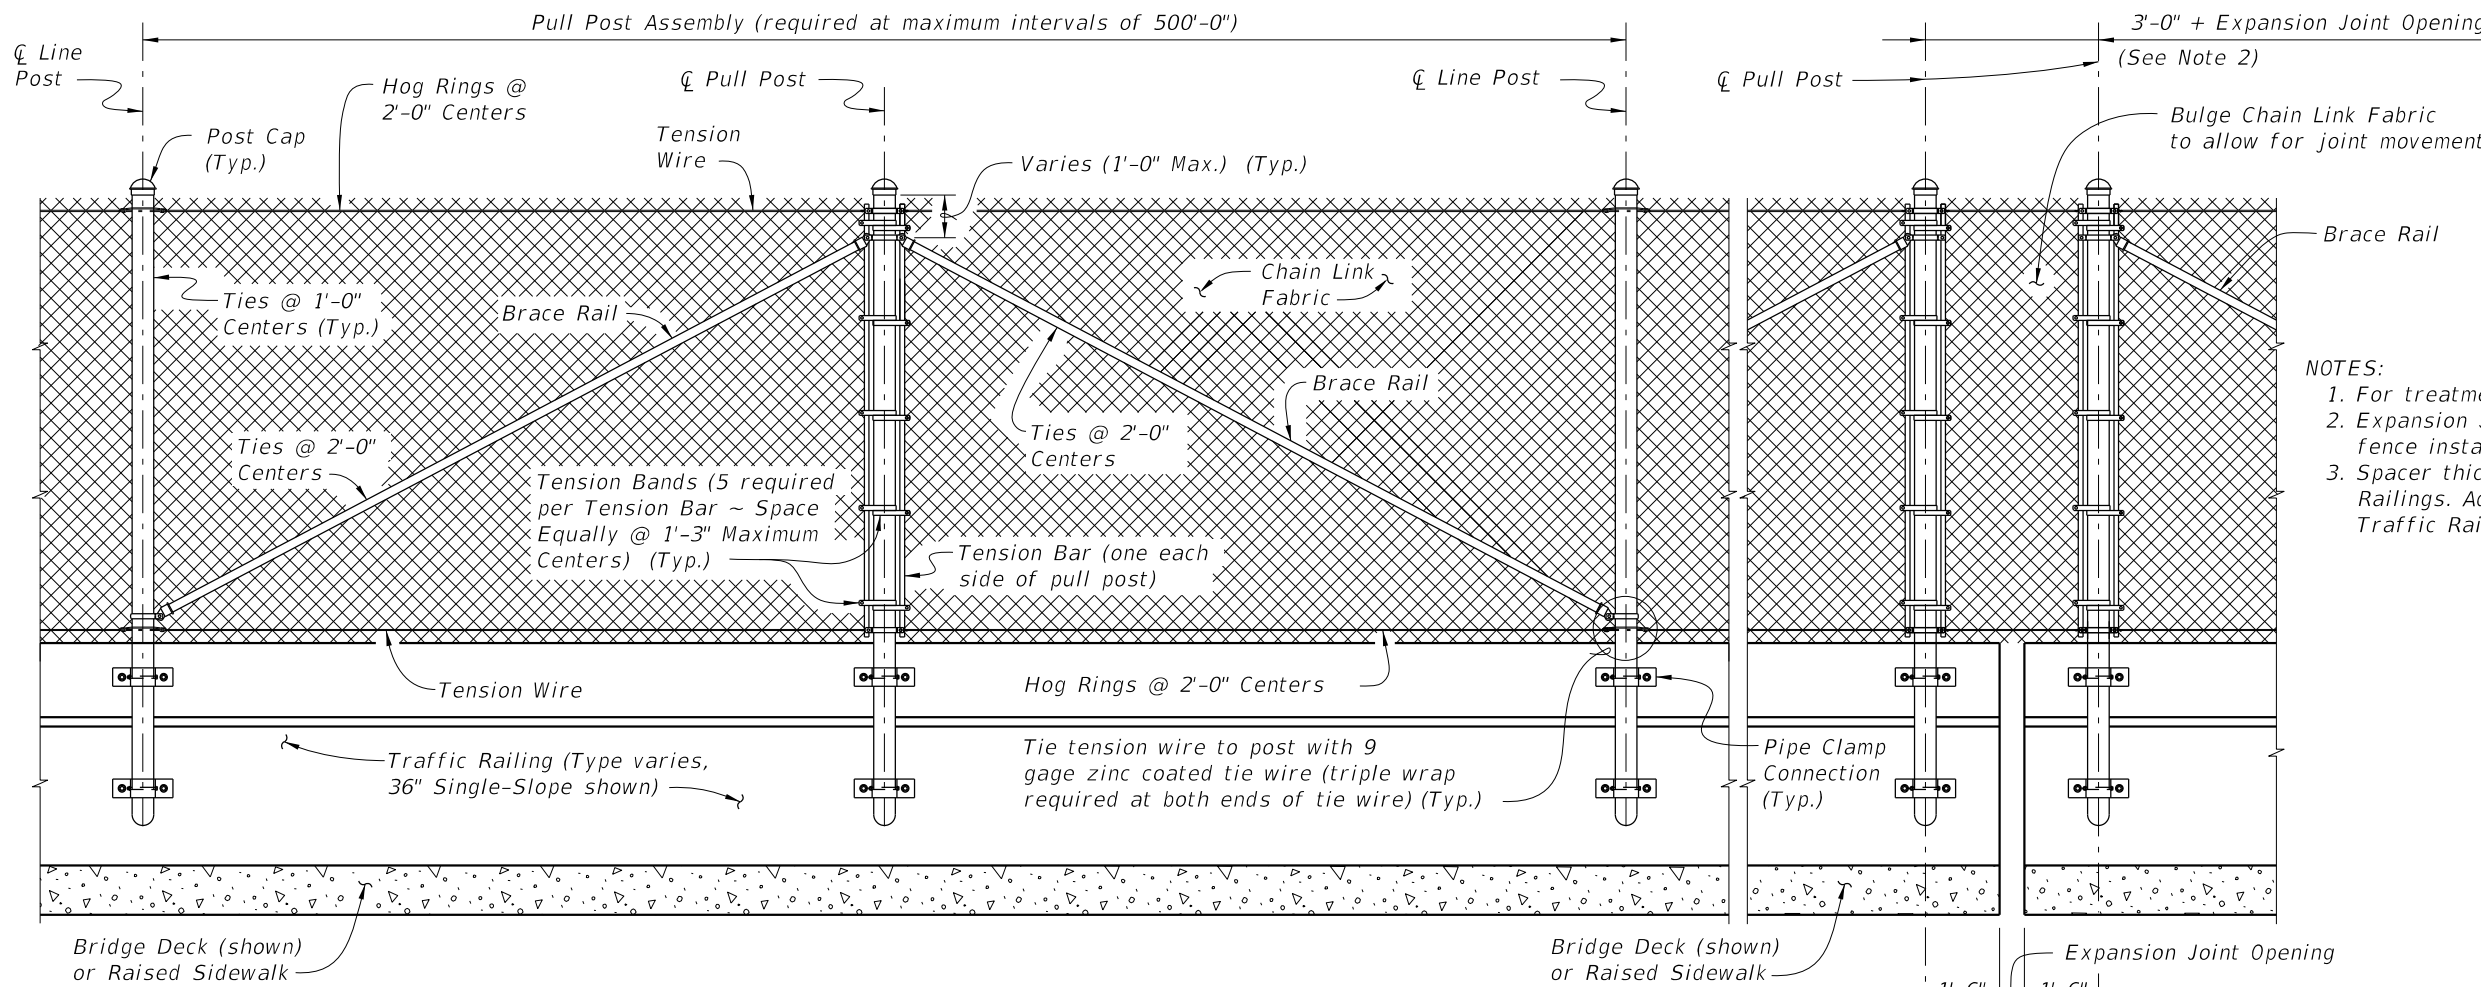 Pull Post Assembly (required at maximum intervals of 500'-0")
3'-0" + Expansion Joint Opening
(See Note 2)
℄ Line
Post
Hog Rings @
2'-0" Centers
℄ Pull Post
℄ Line Post
℄ Pull Post
Post Cap
(Typ.)
Tension
Wire
Varies (1'-0" Max.) (Typ.)
Bulge Chain Link Fabric
to allow for joint movement
Brace Rail
Ties @ 1'-0"
Centers (Typ.)
Brace Rail
Chain Link
Fabric
Brace Rail
Ties @ 2'-0"
Centers
Ties @ 2'-0"
Centers
Tension Bands (5 required
per Tension Bar ~ Space
Equally @ 1'-3" Maximum
Centers) (Typ.)
Tension Bar (one each
side of pull post)
NOTES:
1. For
2. Expansion
fence
3. Spacer
Railings.
Traffic
Tension Wire
Hog Rings @ 2'-0" Centers
Traffic Railing (Type varies,
36" Single-Slope shown)
Tie tension wire to post with 9
gage zinc coated tie wire (triple wrap
required at both ends of tie wire) (Typ.)
Pipe Clamp
Connection
(Typ.)
Bridge Deck (shown)
or Raised Sidewalk
Bridge Deck (shown)
or Raised Sidewalk
Expansion Joint Opening